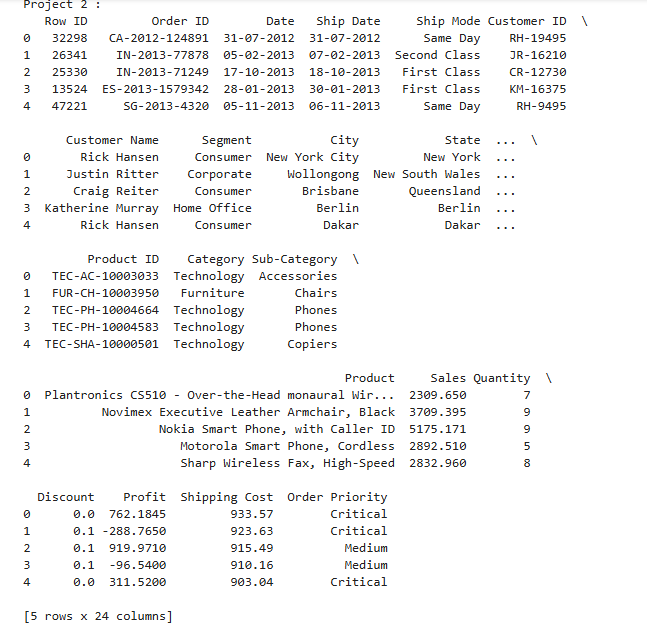 Project 2 :
Row ID Order ID Date Ship Date Ship Mode Customer ID \
0 32298 CA-2012-124891 31-07-2012 31-07-2012 Same Day RH-19495
1 26341 IN-2013-77878 05-02-2013 07-02-2013 Second Class JR-16210
2 25330 IN-2013-71249 17-10-2013 18-10-2013 First Class CR-12730
3 13524 ES-2013-1579342 28-01-2013 30-01-2013 First Class KM-16375
4 47221 SG-2013-4320 05-11-2013 06-11-2013 Same Day RH-9495
Customer Name Segment City State ... \
0 Rick Hansen Consumer New York City New York ...
1 Justin Ritter Corporate Wollongong New South Wales ...
2 Craig Reiter Consumer Brisbane Queensland ...
3 Katherine Murray Home Office Berlin Berlin ...
4 Rick Hansen Consumer Dakar Dakar ...
Product ID Category Sub-Category \
0 TEC-AC-10003033 Technology Accessories
1 FUR-CH-10003950 Furniture Chairs
2 TEC-PH-10004664 Technology Phones
3 TEC-PH-10004583 Technology Phones
4 TEC-SHA-10000501 Technology Copiers
Product Sales Quantity \
0 Plantronics CS510 - Over-the-Head monaural Wir... 2309.650 7
1 Novimex Executive Leather Armchair, Black 3709.395 9
2 Nokia Smart Phone, with Caller ID 5175.171 9
3 Motorola Smart Phone, Cordless 2892.510 5
4 Sharp Wireless Fax, High-Speed 2832.960 8
Discount Profit Shipping Cost Order Priority
0 0.0 762.1845 933.57 Critical
1 0.1 -288.7650 923.63 Critical
2 0.1 919.9710 915.49 Medium
3 0.1 -96.5400 910.16 Medium
4 0.0 311.5200 903.04 Critical
[5 rows x 24 columns]